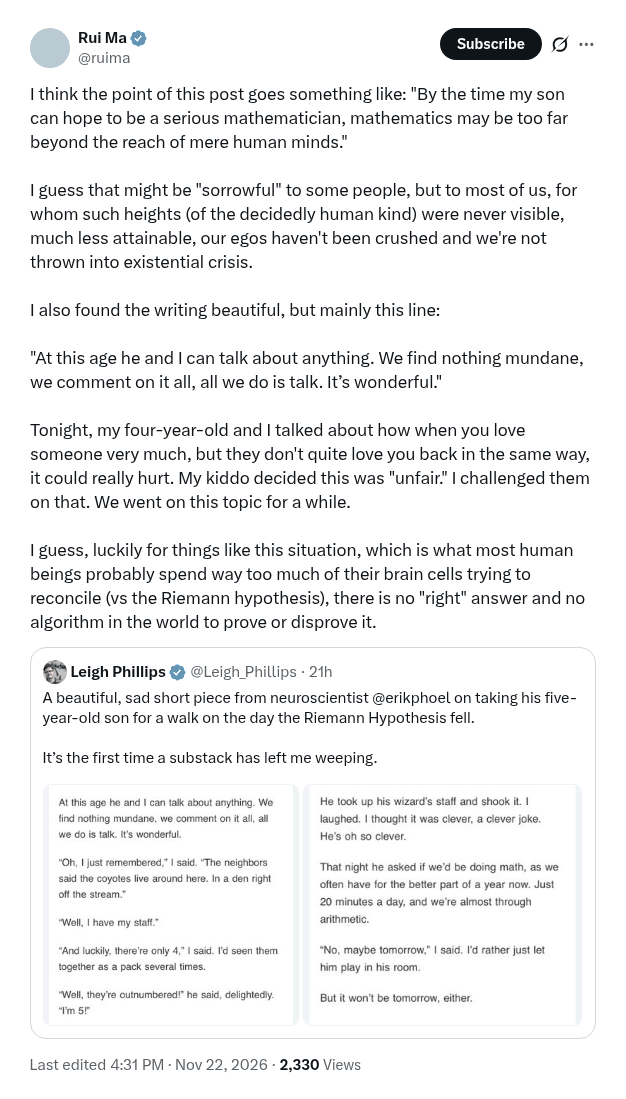 Rui Ma
@ruima
Subscribe
I think the point of this post goes something like: "By the time my son
can hope to be a serious mathematician, mathematics may be too far
beyond the reach of mere human minds."
I guess that might be "sorrowful" to some people, but to most of us, for
whom such heights (of the decidedly human kind) were never visible,
much less attainable, our egos haven't been crushed and we're not
thrown into existential crisis.
I also found the writing beautiful, but mainly this line:
"At this age he and I can talk about anything. We find nothing mundane,
we comment on it all, all we do is talk. It’s wonderful."
Tonight, my four-year-old and I talked about how when you love
someone very much, but they don't quite love you back in the same way,
it could really hurt. My kiddo decided this was "unfair." I challenged them
on that. We went on this topic for a while.
I guess, luckily for things like this situation, which is what most human
beings probably spend way too much of their brain cells trying to
reconcile (vs the Riemann hypothesis), there is no "right" answer and no
algorithm in the world to prove or disprove it.
Leigh Phillips @Leigh_Phillips · 21h
A beautiful, sad short piece from neuroscientist @erikphoel on taking his five-
year-old son for a walk on the day the Riemann Hypothesis fell.
It’s the first time a substack has left me weeping.
At this age he and I can talk about anything. We
find nothing mundane, we comment on it all, all
we do is talk. It’s wonderful.
“Oh, I just remembered,” I said. “The neighbors
said the coyotes live around here. In a den right
off the stream.”
“Well, I have my staff.”
“And luckily, there’re only 4,” I said. I’d seen them
together as a pack several times.
“Well, they’re outnumbered!” he said, delightedly.
“I’m 5!”
He took up his wizard’s staff and shook it. I
laughed. I thought it was clever, a clever joke.
He’s oh so clever.
That night he asked if we’d be doing math, as we
often have for the better part of a year now. Just
20 minutes a day, and we’re almost through
arithmetic.
“No, maybe tomorrow,” I said. I’d rather just let
him play in his room.
But it won’t be tomorrow, either.
Last edited 4:31 PM · Nov 22, 2026 · 2,330 Views